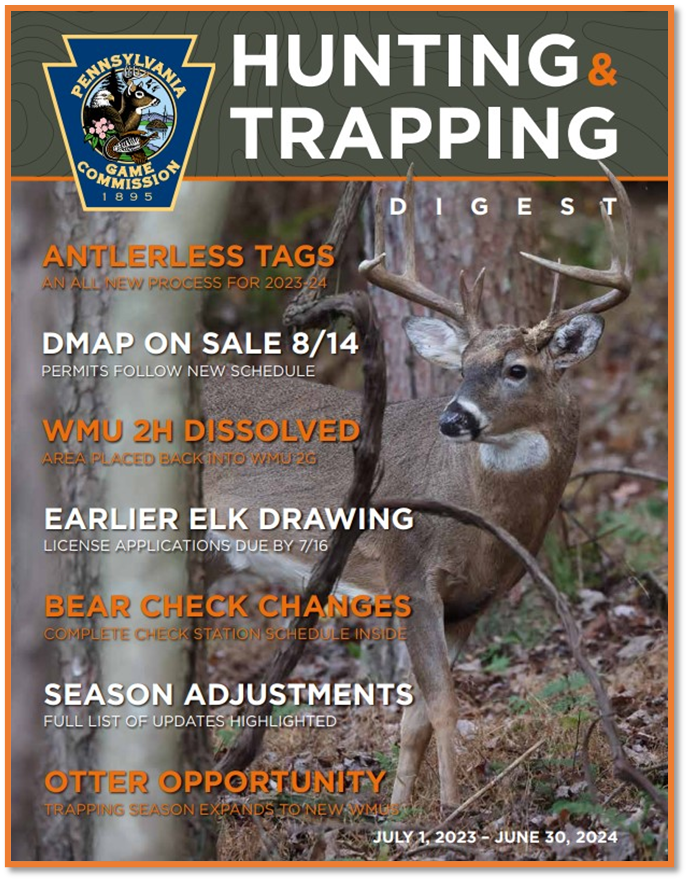 PENNSYLVANIA
GAME
COMMISSION
1895
HUNTING &
TRAPPING
DIGEST
ANTLERLESS TAGS
AN ALL NEW PROCESS FOR 2023-24
DMAP ON SALE 8/14
PERMITS FOLLOW NEW SCHEDULE
WMU 2H DISSOLVED
AREA PLACED BACK INTO WMU 2G
EARLIER ELK DRAWING
LICENSE APPLICATIONS DUE BY 7/16
BEAR CHECK CHANGES
COMPLETE CHECK STATION SCHEDULE INSIDE
SEASON ADJUSTMENTS
FULL LIST OF UPDATES HIGHLIGHTED
OTTER OPPORTUNITY
TRAPPING SEASON EXPANDS TO NEW WMUS
JULY 1, 2023 – JUNE 30, 2024